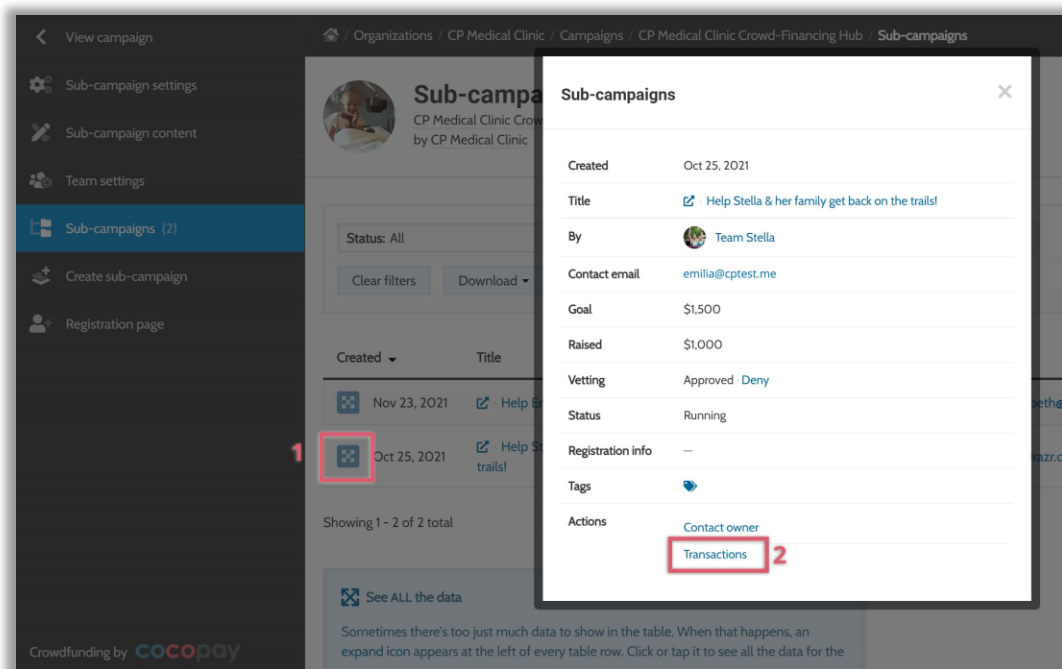 View campaign
Sub-campaign settings
Sub-campaign content
Team settings
Sub-campaigns (2)
Create sub-campaign
Registration page
Crowdfunding by cocopay
/ Organizations / CP Medical Clinic / Campaigns / CP Medical Clinic Crowd-Financing Hub / Sub-campaigns
Sub-campa
CP Medical Clinic Crow
by CP Medical Clinic
Status: All
Clear filters Download
Created Title
Nov 23, 2021 Help
1 Oct 25, 2021 Help
trails!
Showing 1 - 2 of 2 total
See ALL the data
Sometimes there's too just much data to show in the table. When that happens, an
expand icon appears at the left of every table row. Click or tap it to see all the data for the
Sub-campaigns ×
Created Oct 25, 2021
Title · Help Stella & her family get back on the trails!
By Team Stella
Contact email emilia@cptest.me
Goal $1,500
Raised $1,000
Vetting Approved · Deny
Status Running
Registration info —
Tags
Actions Contact owner
Transactions 2